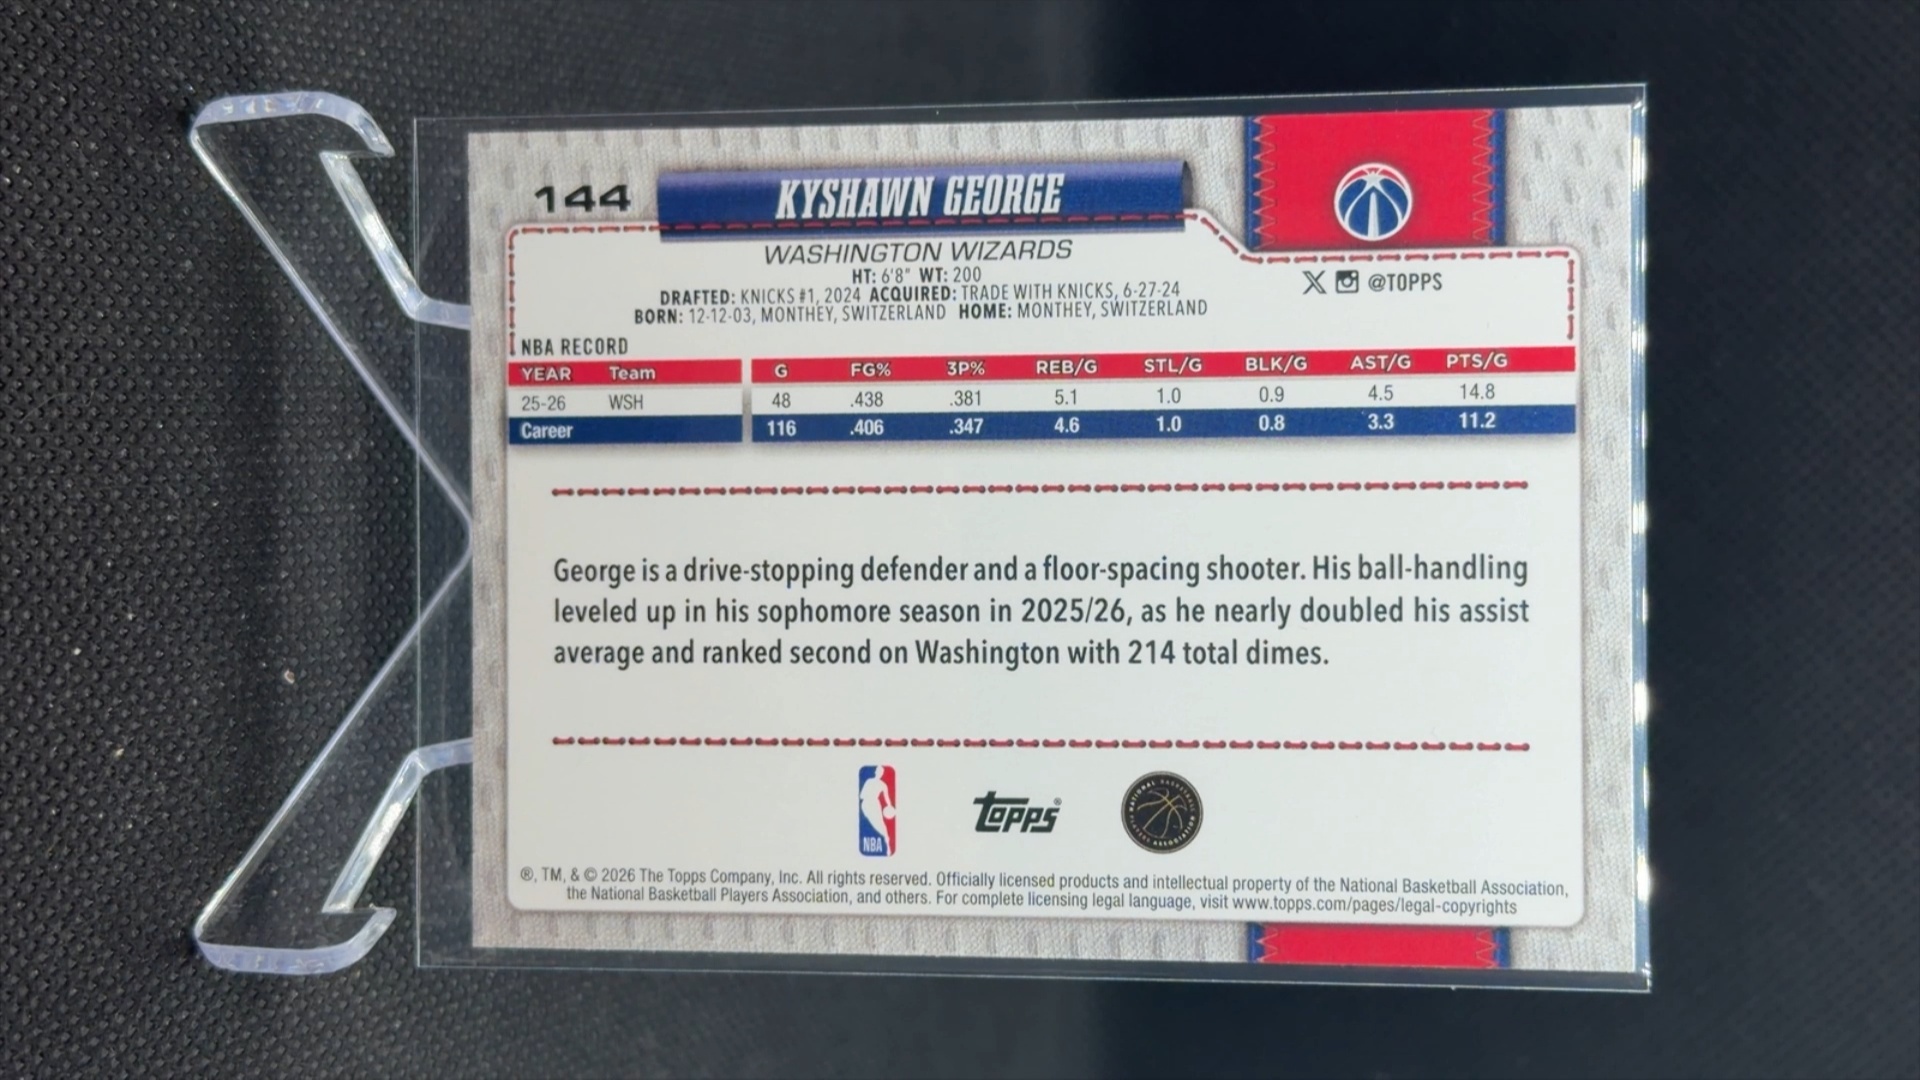 144
KYSHAWN GEORGE
WASHINGTON WIZARDS
HT: 6'8" WT: 200
DRAFTED: KNICKS #1, 2024 ACQUIRED: TRADE WITH KNICKS, 6-27-24
BORN: 12-12-03, MONTHEY, SWITZERLAND HOME: MONTHEY, SWITZERLAND
@TOPPS
NBA RECORD
YEAR Team G FG% 3P% REB/G STL/G BLK/G AST/G PTS/G
25-26 WSH 48 .438 .381 5.1 1.0 0.9 4.5 14.8
Career 116 .406 .347 4.6 1.0 0.8 3.3 11.2
George is a drive-stopping defender and a floor-spacing shooter. His ball-handling
leveled up in his sophomore season in 2025/26, as he nearly doubled his assist
average and ranked second on Washington with 214 total dimes.
NBA
Topps®
NATIONAL BASKETBALL PLAYERS ASSOCIATION
®, TM, & © 2026 The Topps Company, Inc. All rights reserved. Officially licensed products and intellectual property of the National Basketball Association,
the National Basketball Players Association, and others. For complete licensing legal language, visit www.topps.com/pages/legal-copyrights